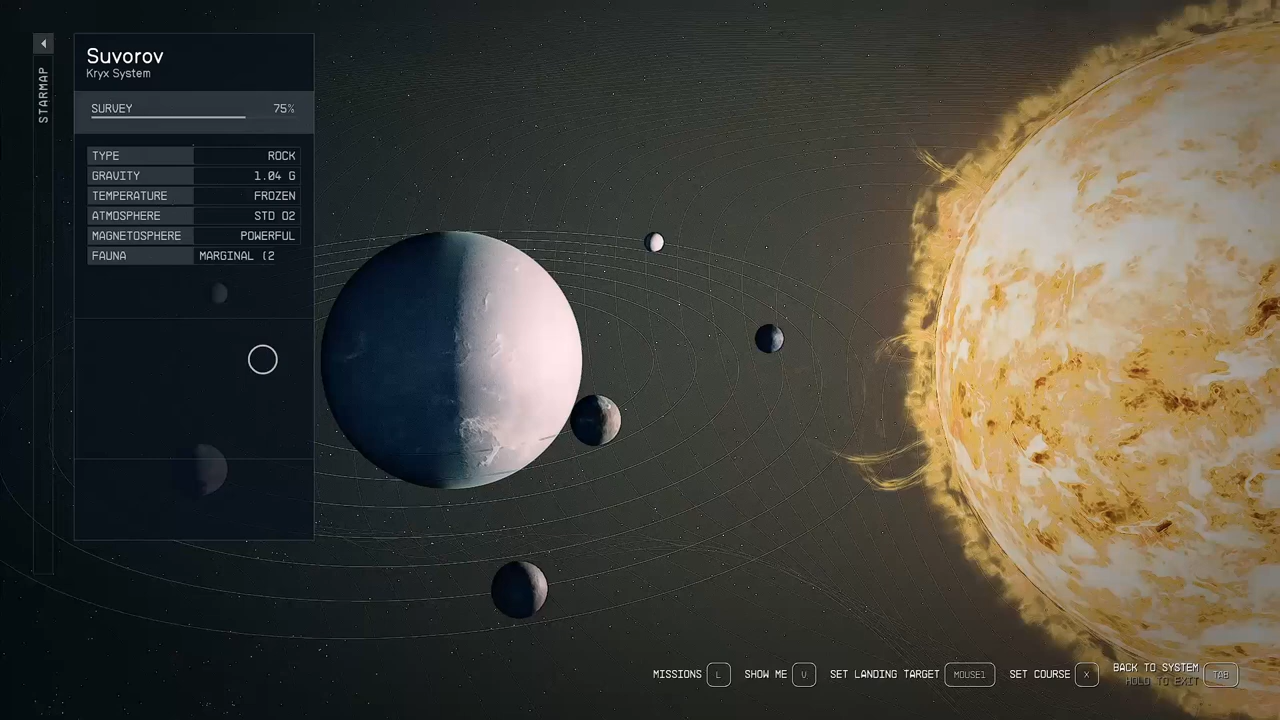 STARMAP
Suvorov
Kryx System
SURVEY 75%
TYPE ROCK
GRAVITY 1.04 G
TEMPERATURE FROZEN
ATMOSPHERE STD O2
MAGNETOSPHERE POWERFUL
FAUNA MARGINAL (2
MISSIONS L SHOW ME V SET LANDING TARGET MOUSE1 SET COURSE X BACK TO SYSTEM TAB
HOLD TO EXIT